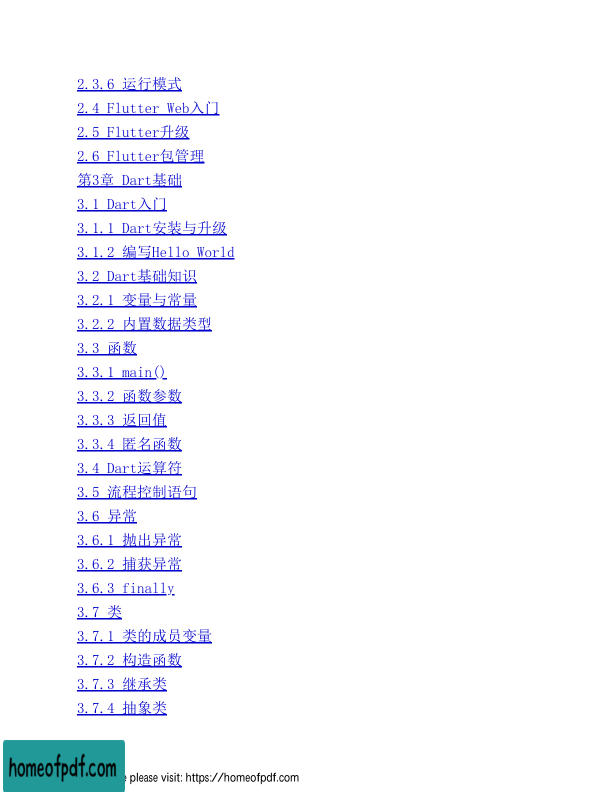 2.3.6 运行模式
2.4 Flutter Web入门
2.5 Flutter升级
2.6 Flutter包管理
第3章 Dart基础
3.1 Dart入门
3.1.1 Dart安装与升级
3.1.2 编写Hello World
3.2 Dart基础知识
3.2.1 变量与常量
3.2.2 内置数据类型
3.3 函数
3.3.1 main()
3.3.2 函数参数
3.3.3 返回值
3.3.4 匿名函数
3.4 Dart运算符
3.5 流程控制语句
3.6 异常
3.6.1 抛出异常
3.6.2 捕获异常
3.6.3 finally
3.7 类
3.7.1 类的成员变量
3.7.2 构造函数
3.7.3 继承类
3.7.4 抽象类
homeofpdf.com
please visit: https://homeofpdf.com